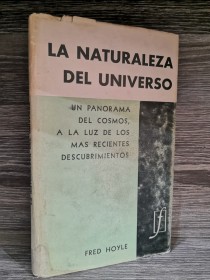 LA NATURALEZA
DEL UNIVERSO
UN PANORAMA
DEL COSMOS,
A LA LUZ DE LOS
MAS RECIENTES
DESCUBRIMIENTOS
FRED HOYLE